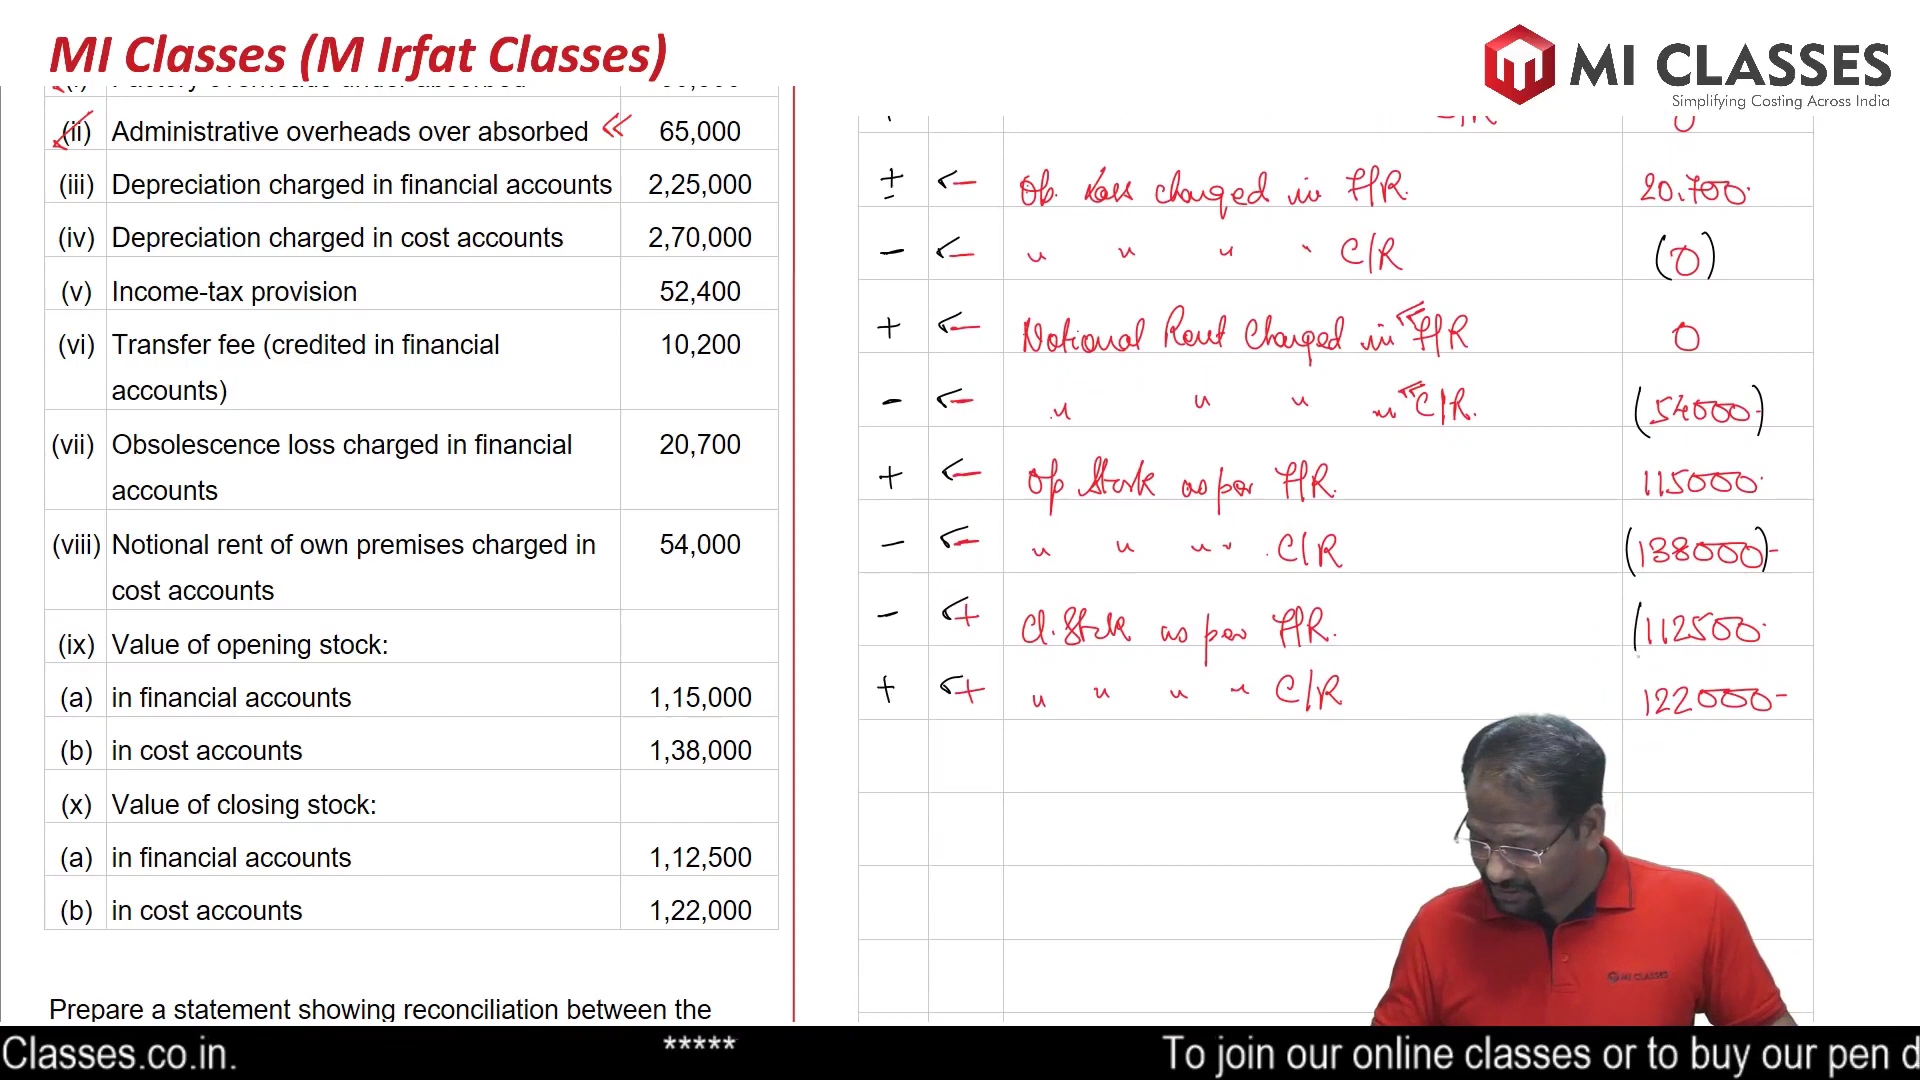 MI Classes (M Irfat Classes)
MI CLASSES
Simplifying Costing Across India
(ii) Administrative overheads over absorbed 65,000
(iii) Depreciation charged in financial accounts 2,25,000
(iv) Depreciation charged in cost accounts 2,70,000
(v) Income-tax provision 52,400
(vi) Transfer fee (credited in financial 10,200
accounts)
(vii) Obsolescence loss charged in financial 20,700
accounts
(viii) Notional rent of own premises charged in 54,000
cost accounts
(ix) Value of opening stock:
(a) in financial accounts 1,15,000
(b) in cost accounts 1,38,000
(x) Value of closing stock:
(a) in financial accounts 1,12,500
(b) in cost accounts 1,22,000
Prepare a statement showing reconciliation between the
+ ← Ob. Loss charged in F/R. 20,700.
− ← " " " " C/R (0)
+ ← Notional Rent Charged in F/R 0
− ← " " " " C/R. (54000)
+ ← Op Stock as per F/R. 115000.
− ← " " " " C/R (138000)
− + Cl. Stock as per F/R. (112500.
+ + " " " " C/R 122000
MI CLASSES
Classes.co.in. ***** To join our online classes or to buy our pen d